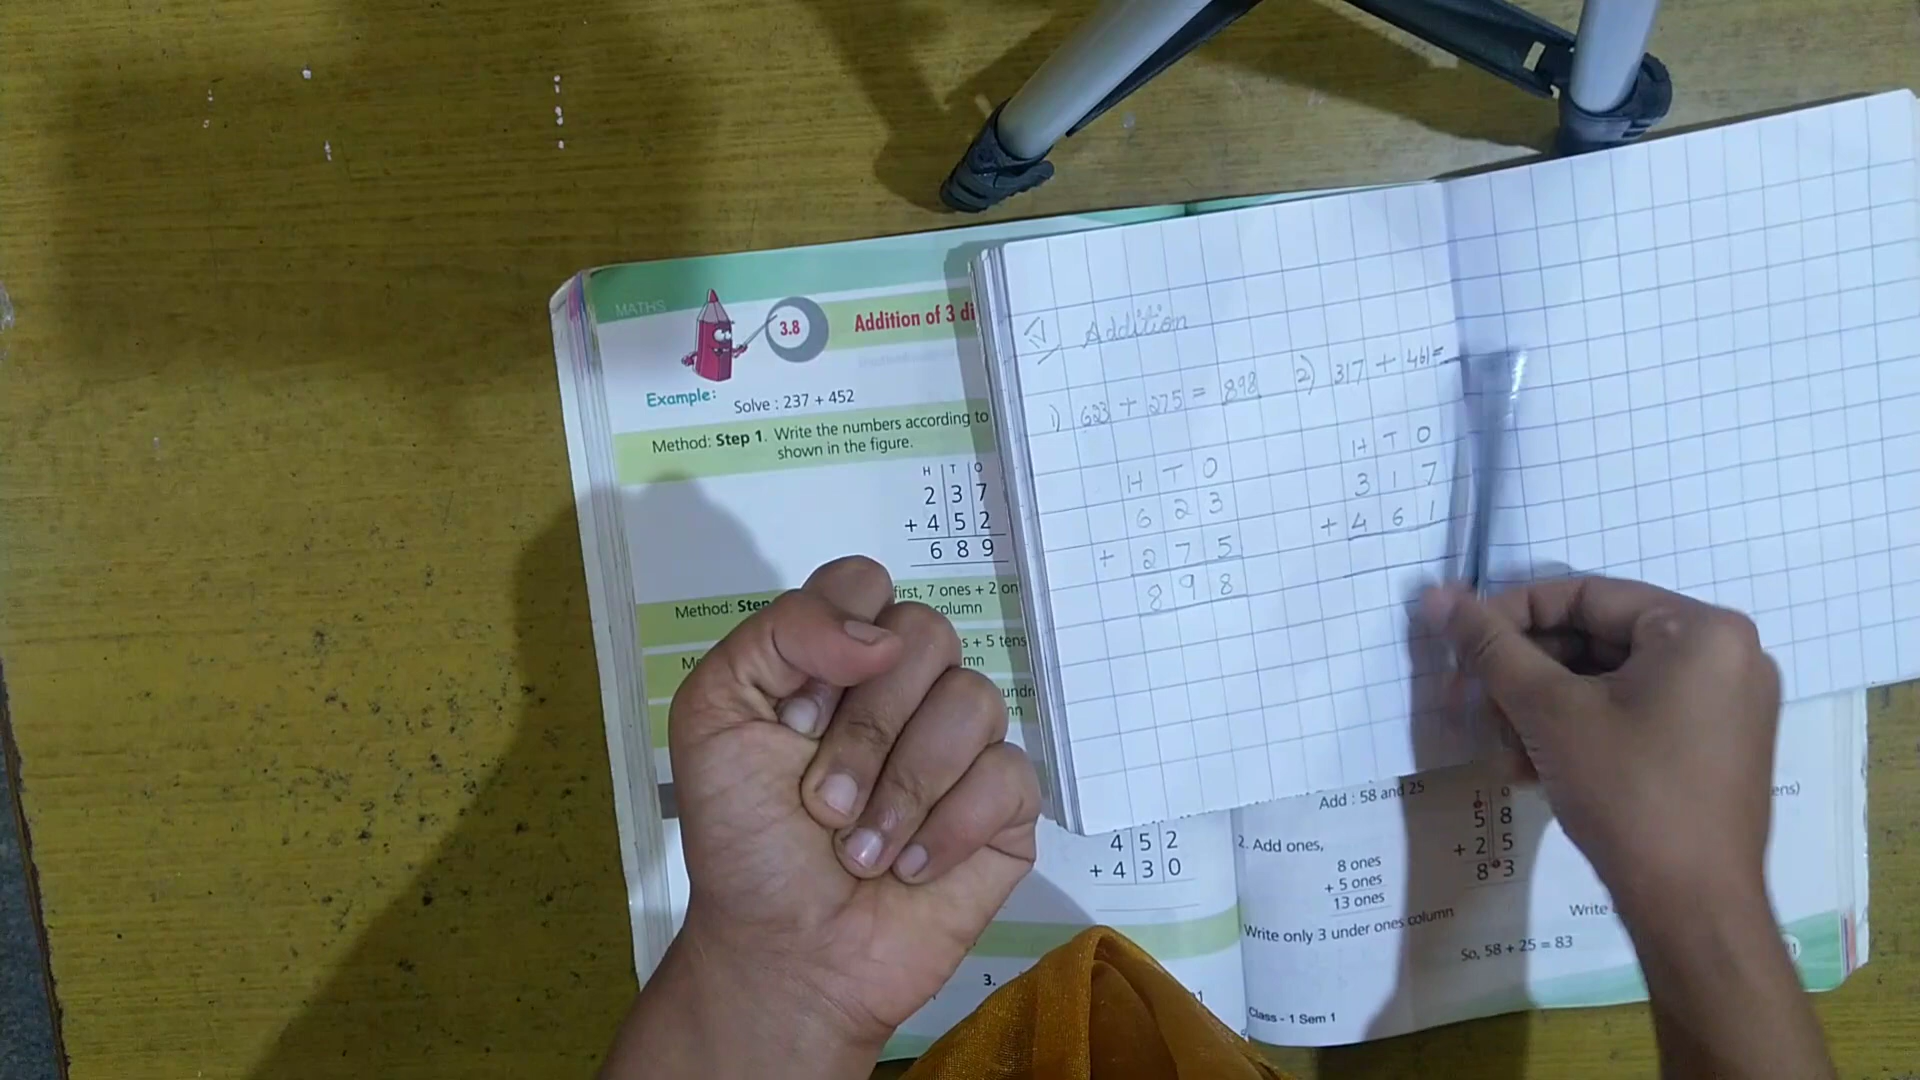 MATHS
3.8
Addition of 3 di
Example:
Solve : 237 + 452
Method: Step 1. Write the numbers according to
shown in the figure.
H T O
2 3 7
+ 4 5 2
6 8 9
Method: Step
first, 7 ones + 2 on
column
s + 5 tens
mn
undr
4 5 2
+ 4 3 0
3.
V) Addition
1) 623 + 275 = 898
H T O
6 2 3
+ 2 7 5
8 9 8
2) 317 + 461 =
H T O
3 1 7
+ 4 6 1
Add : 58 and 25
2. Add ones,
8 ones
+ 5 ones
13 ones
Write only 3 under ones column
T O
5 8
+ 2 5
8 3
ens)
Write
So, 58 + 25 = 83
Class - 1 Sem 1